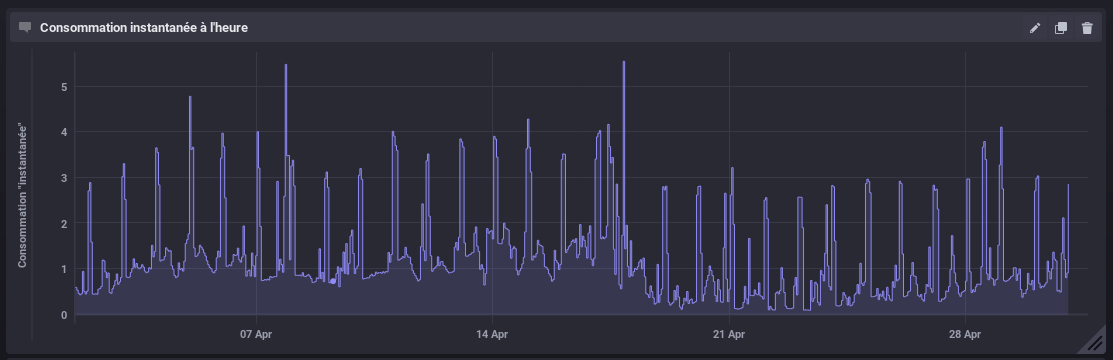 Consommation instantanée à l'heure
Consommation "instantanée"
5
4
3
2
1
0
07 Apr
14 Apr
21 Apr
28 Apr